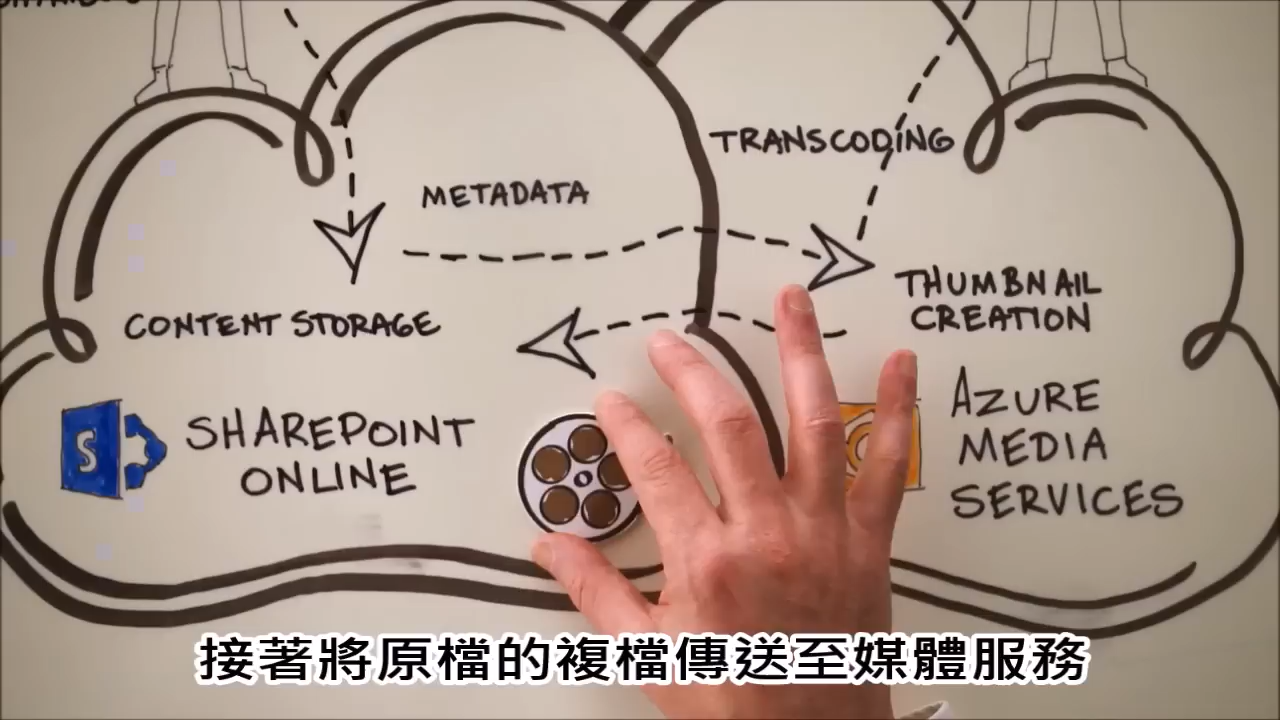 TRANSCODING
METADATA
THUMBNAIL
CREATION
CONTENT STORAGE
S
SHAREPOINT
ONLINE
AZURE
MEDIA
SERVICES
接著將原檔的複檔傳送至媒體服務